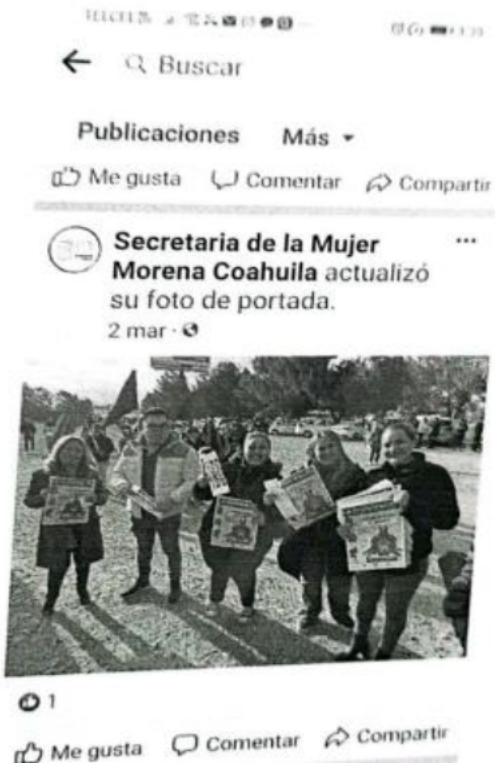 TELCEL
Buscar
Publicaciones Más
Me gusta Comentar Compartir
Secretaria de la Mujer
Morena Coahuila actualizó
su foto de portada.
2 mar
1
Me gusta Comentar Compartir